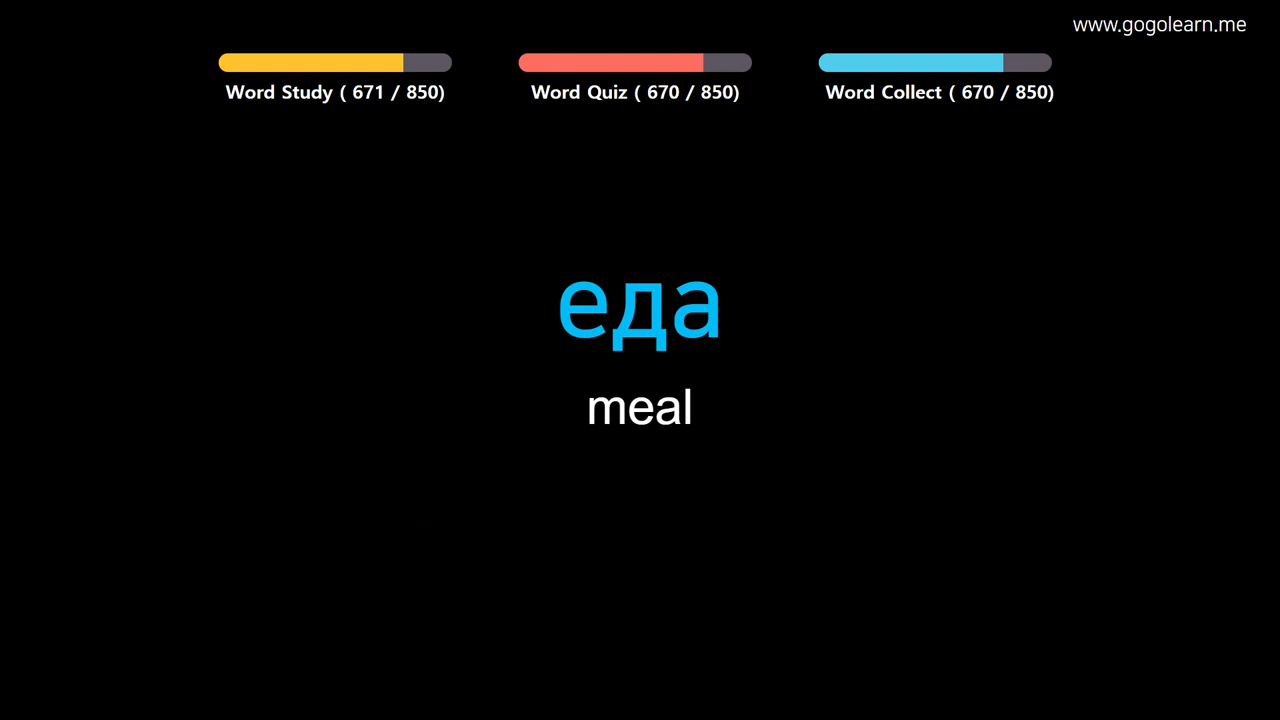 www.gogolearn.me
Word Study ( 671 / 850)
Word Quiz ( 670 / 850)
Word Collect ( 670 / 850)
еда
meal